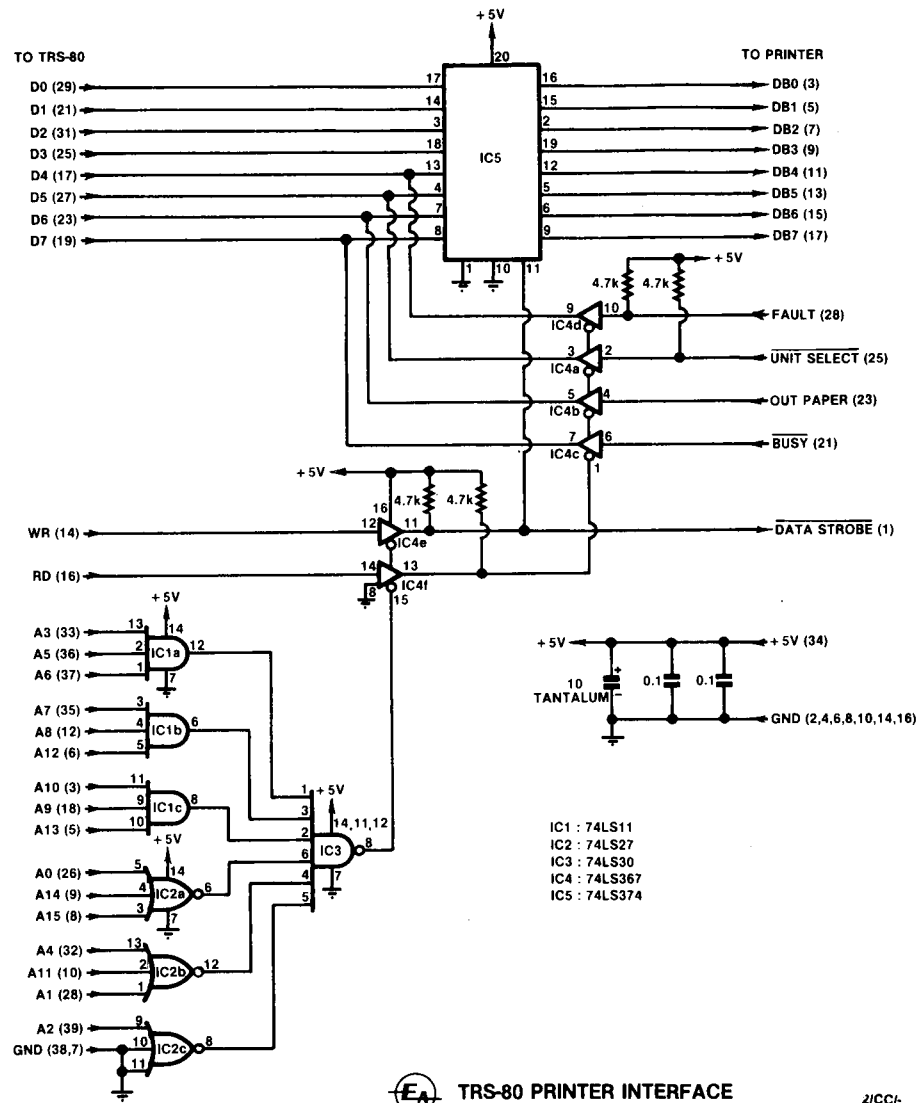 +5V
TO TRS-80
TO PRINTER
20
D0 (29) 17 16 DB0 (3)
D1 (21) 14 15 DB1 (5)
D2 (31) 3 2 DB2 (7)
D3 (25) 18 IC5 19 DB3 (9)
D4 (17) 13 12 DB4 (11)
D5 (27) 4 5 DB5 (13)
D6 (23) 7 6 DB6 (15)
D7 (19) 8 9 DB7 (17)
1 10 11
+5V
4.7k 4.7k
9 10 FAULT (28)
IC4d
3 2 UNIT SELECT (25)
IC4a
5 4 OUT PAPER (23)
IC4b
7 6 BUSY (21)
IC4c 1
+5V
16 4.7k 4.7k
WR (14) 12 11 DATA STROBE (1)
IC4e
RD (16) 14 13
8 IC4f
15
+5V
A3 (33) 13 14
A5 (36) 2 IC1a 12
A6 (37) 1 7
+5V +5V (34)
10 TANTALUM + − 0.1 0.1
GND (2,4,6,8,10,14,16)
A7 (35) 3
A8 (12) 4 IC1b 6
A12 (6) 5
A10 (3) 11
A9 (18) 9 IC1c 8
A13 (5) 10
+5V
1
3 14,11,12
2
6 IC3 8
4 7
5
+5V
A0 (26) 5 14
A14 (9) 4 IC2a 6
A15 (8) 3 7
A4 (32) 13
A11 (10) 2 IC2b 12
A1 (28) 1
A2 (39) 9
GND (38,7) 10 IC2c 8
11
IC1 : 74LS11
IC2 : 74LS27
IC3 : 74LS30
IC4 : 74LS367
IC5 : 74LS374
EA TRS-80 PRINTER INTERFACE